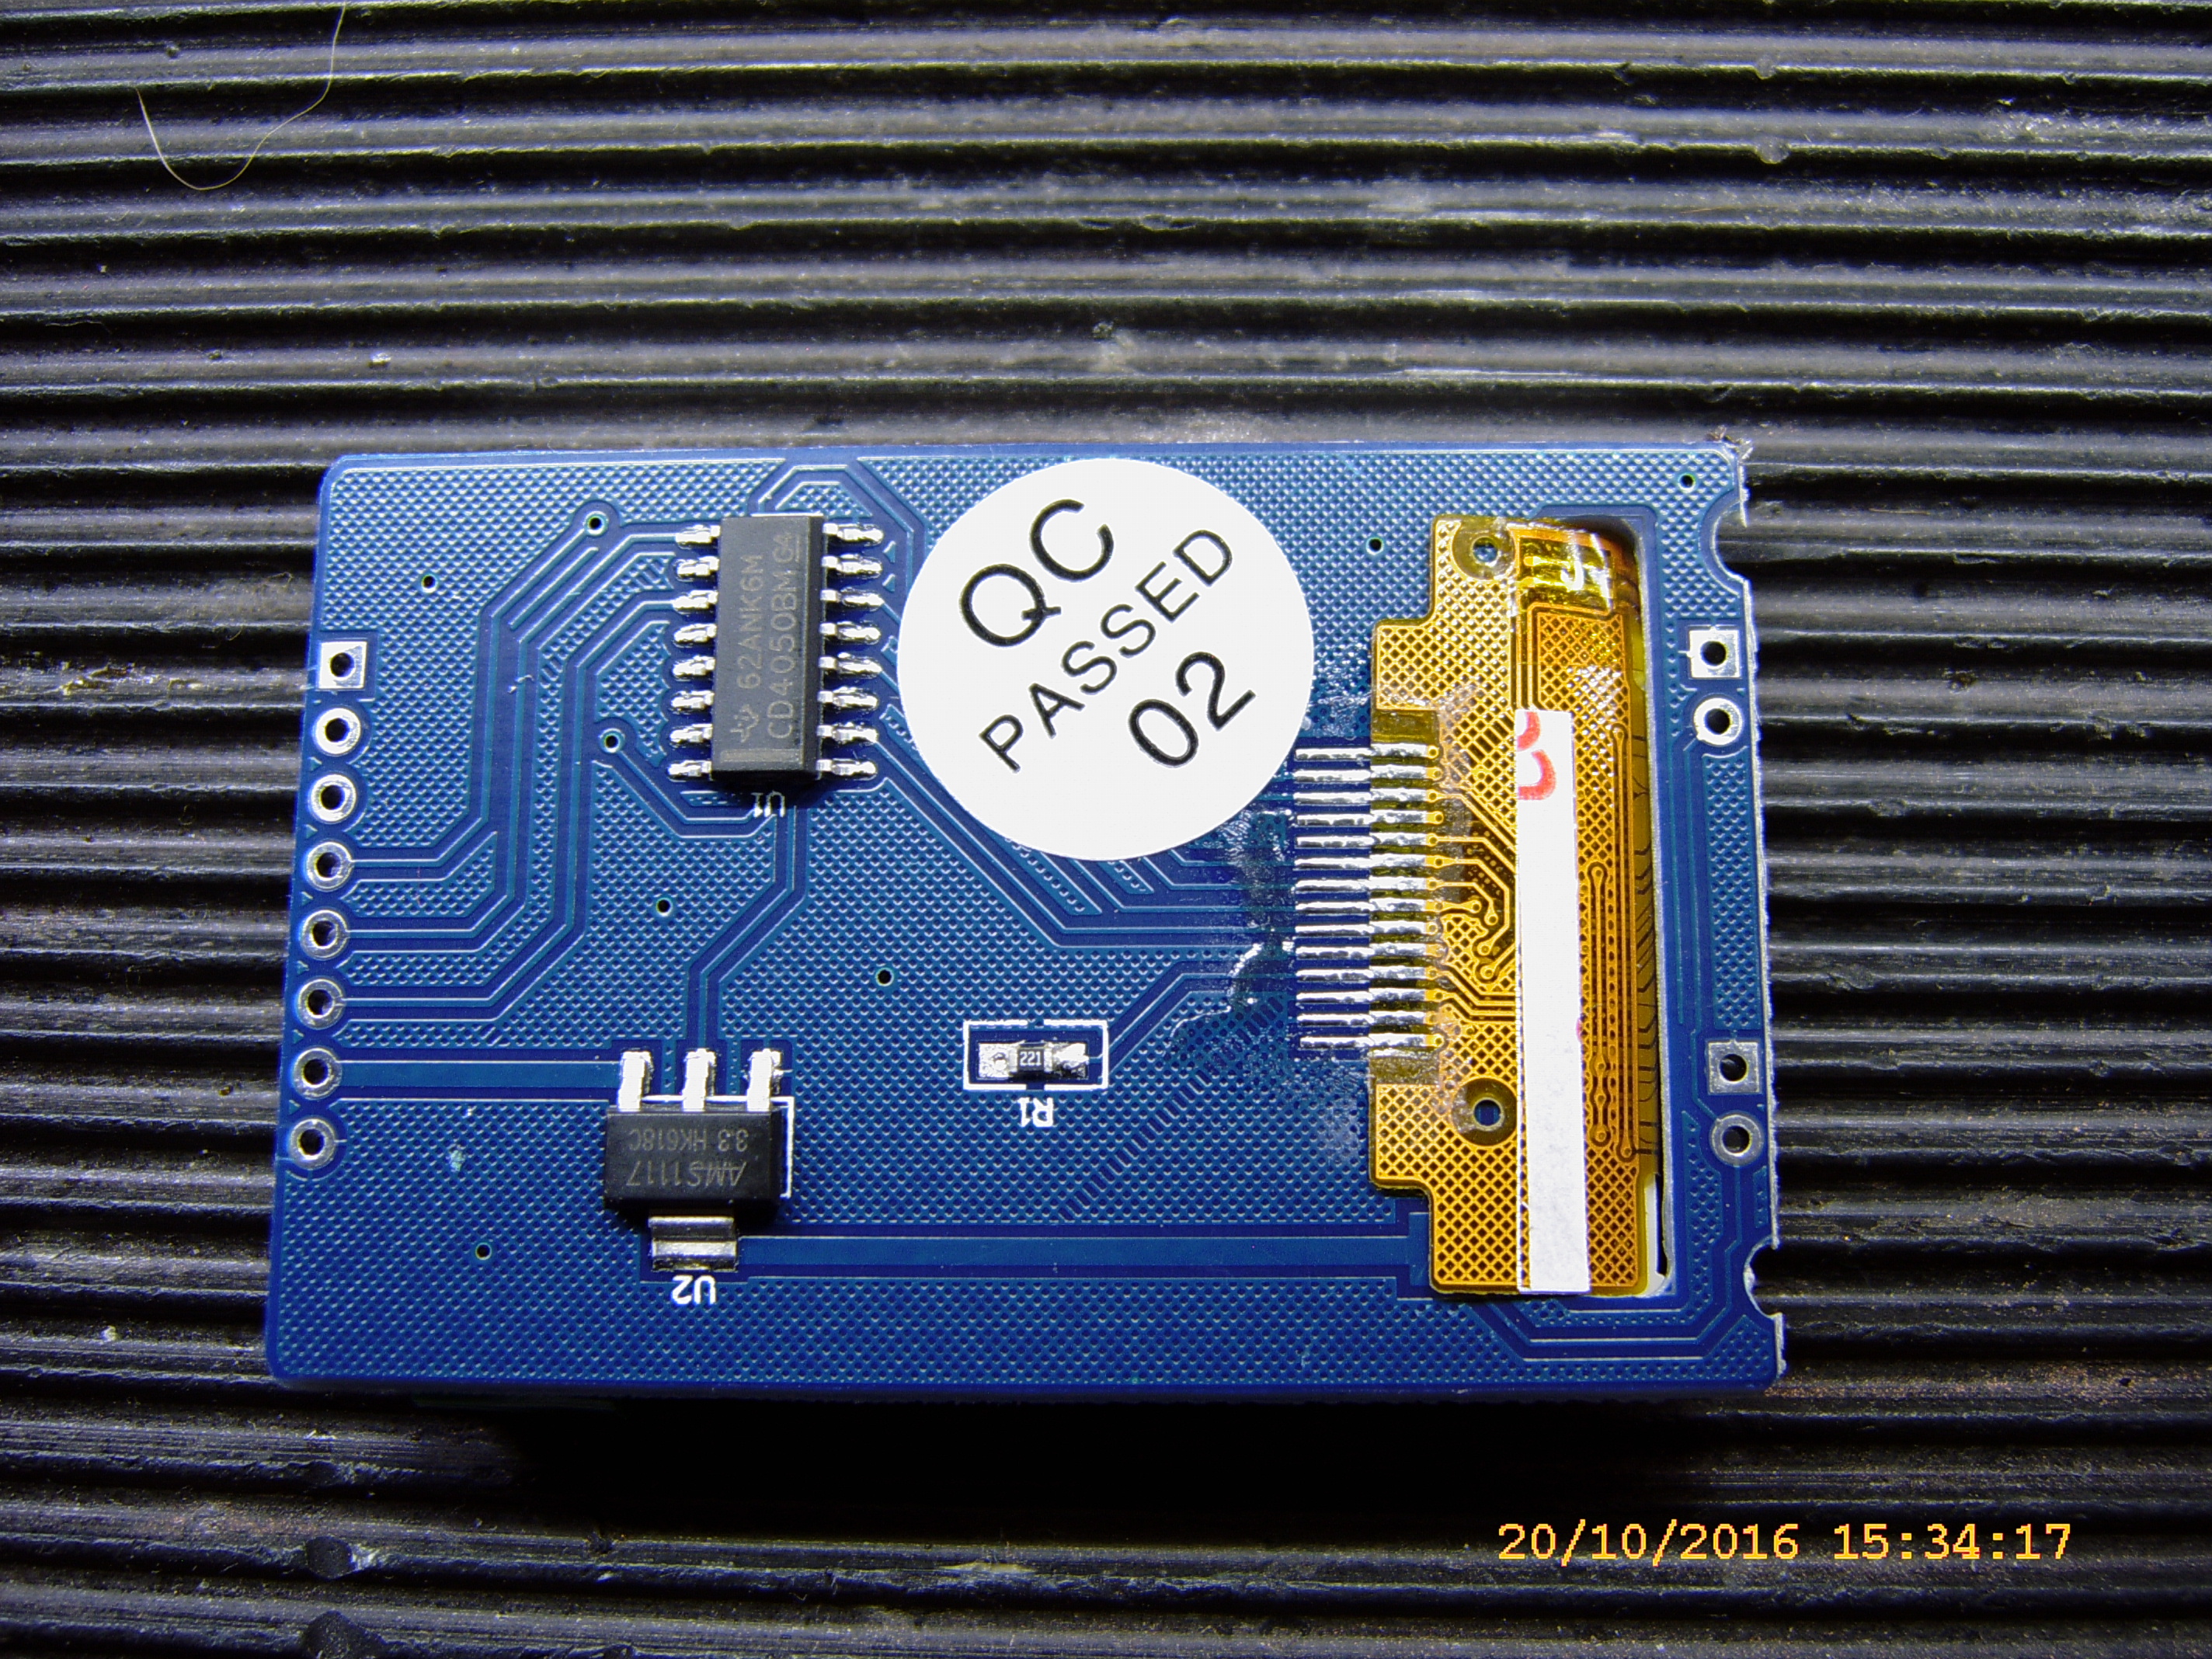 62ANK6M
CD4050BM G4
U1
QC
PASSED
02
221
R1
AMS1117
3.3 HK618C
U2
20/10/2016 15:34:17